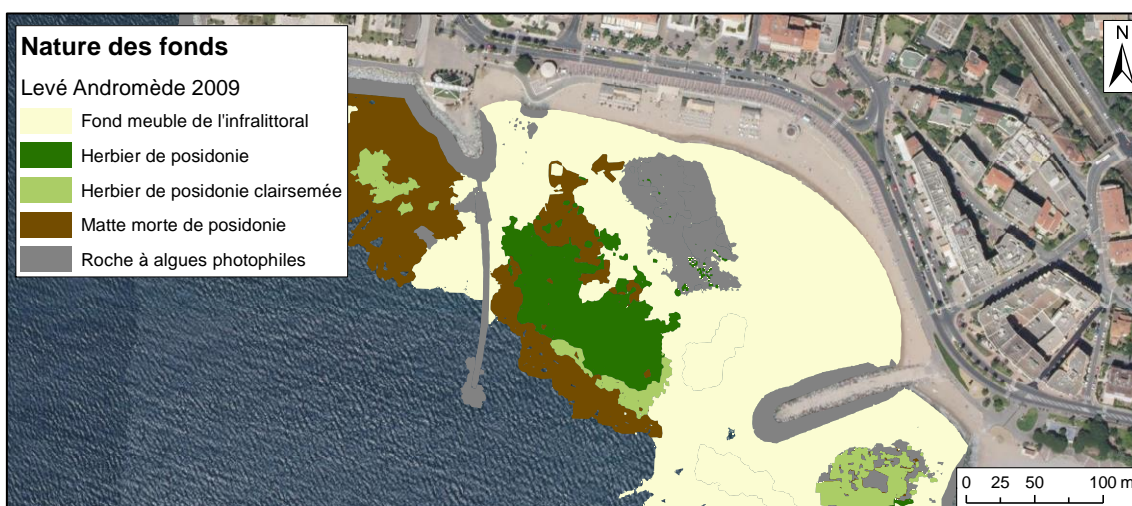 Nature des fonds
Levé Andromède 2009
Fond meuble de l'infralittoral
Herbier de posidonie
Herbier de posidonie clairsemée
Matte morte de posidonie
Roche à algues photophiles
N
0 25 50 100 m